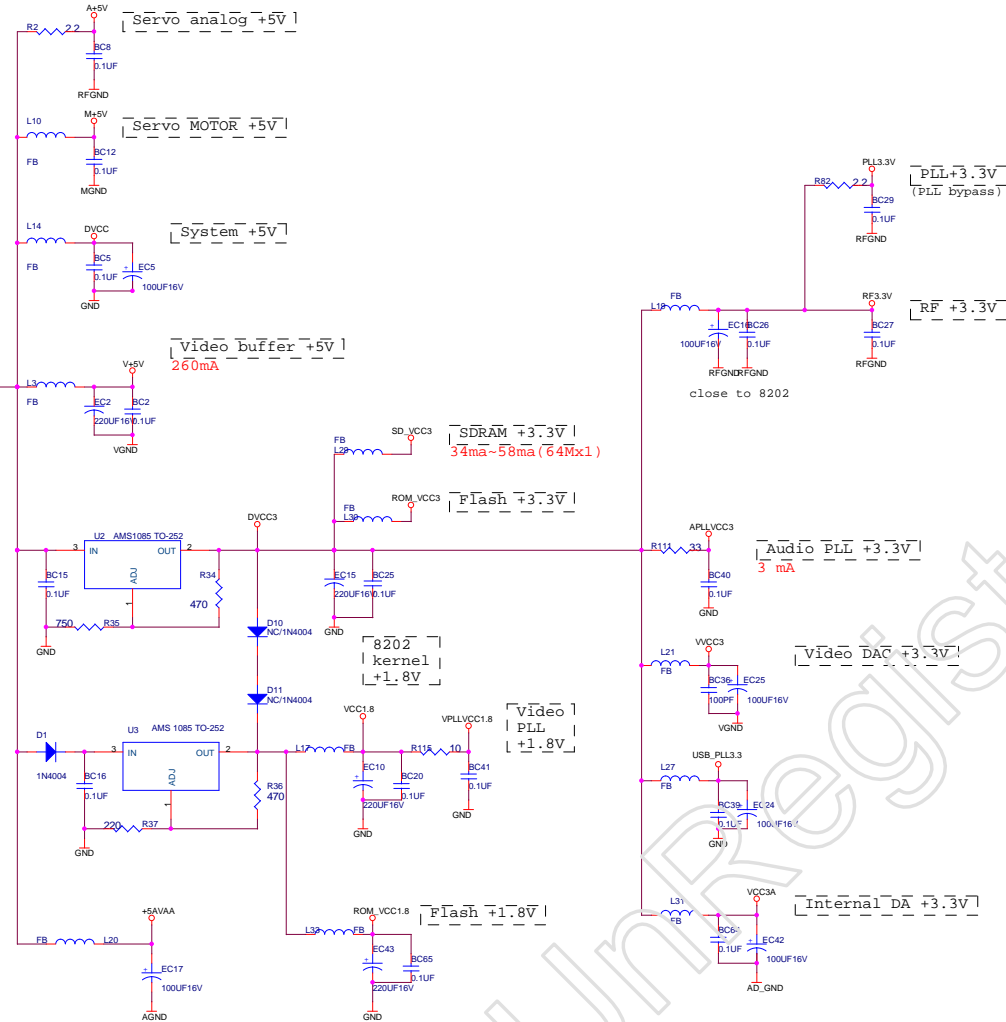 A+5V
R2 2.2
Servo analog +5V
BC8
0.1UF
RFGND
L10
M+5V
Servo MOTOR +5V
FB
BC12
0.1UF
MGND
L14
DVCC
System +5V
FB
BC5
0.1UF
EC5
100UF16V
GND
Video buffer +5V
260mA
V+5V
L3
FB
EC2
220UF16V
BC2
0.1UF
VGND
PLL3.3V
R82 2.2
PLL+3.3V
(PLL bypass)
BC29
0.1UF
RFGND
FB
L18
RF3.3V
RF +3.3V
EC16
100UF16V
BC26
0.1UF
BC27
0.1UF
RFGND
RFGND
RFGND
close to 8202
SD_VCC3
SDRAM +3.3V
34ma~58ma(64Mx1)
FB
ROM_VCC3
Flash +3.3V
FB
L30
DVCC3
U2 AMS1085 TO-252
3 IN OUT 2
ADJ
1
BC15
0.1UF
R34
470
750 R35
GND
EC15
220UF16V
BC25
0.1UF
GND
D10
NC/1N4004
D11
NC/1N4004
8202
kernel
+1.8V
APLLVCC3
R111 33
Audio PLL +3.3V
3 mA
BC40
0.1UF
GND
VVCC3
L21
FB
Video DAC +3.3V
BC36
100PF
EC25
100UF16V
VGND
D1
1N4004
U3 AMS 1085 TO-252
3 IN OUT 2
ADJ
1
BC16
0.1UF
R36
470
220 R37
GND
VCC1.8
L17 FB
EC10
220UF16V
BC20
0.1UF
GND
VPLLVCC1.8
R115 10
Video
PLL
+1.8V
BC41
0.1UF
GND
USB_PLL3.3
L27
FB
BC39
0.1UF
EC24
100UF16V
GND
+5AVAA
FB L20
EC17
100UF16V
AGND
ROM_VCC1.8
L33 FB
Flash +1.8V
EC43
220UF16V
BC65
0.1UF
GND
VCC3A
L31
FB
Internal DA +3.3V
BC64
0.1UF
EC42
100UF16V
AD_GND
UnRegist